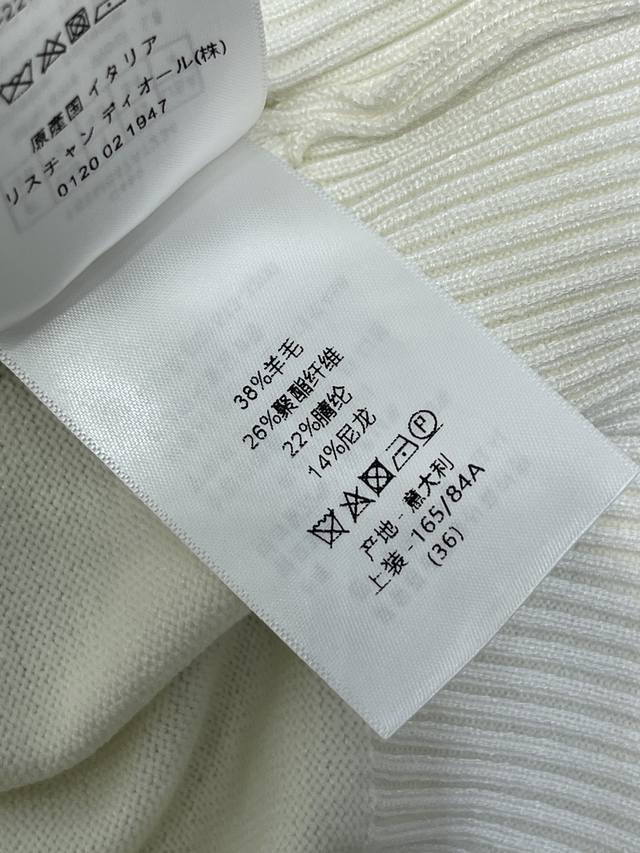 原産国 イタリア
リスチャン ディオール(株)
0120 02 1947
38%羊毛
26%聚酯纤维
22%腈纶
14%尼龙
产地 - 意大利
上装 -165/84A
(36)